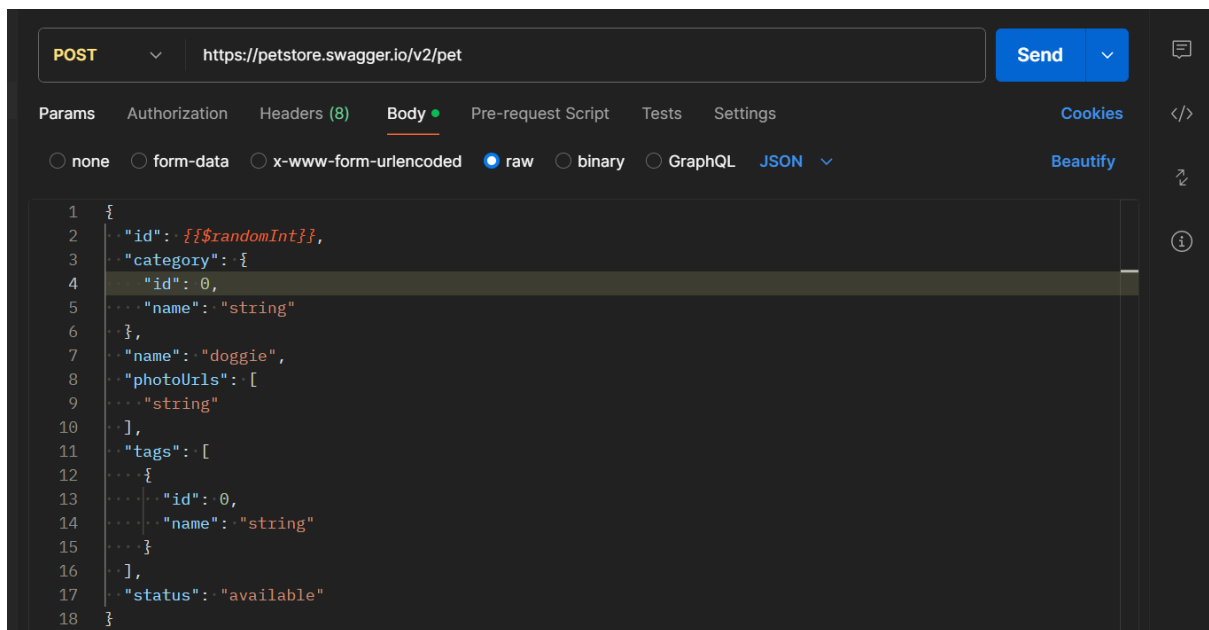 POST https://petstore.swagger.io/v2/pet Send
Params Authorization Headers (8) Body Pre-request Script Tests Settings Cookies
none form-data x-www-form-urlencoded raw binary GraphQL JSON Beautify
1 {
2 "id": {{$randomInt}},
3 "category": {
4 "id": 0,
5 "name": "string"
6 },
7 "name": "doggie",
8 "photoUrls": [
9 "string"
10 ],
11 "tags": [
12 {
13 "id": 0,
14 "name": "string"
15 }
16 ],
17 "status": "available"
18 }